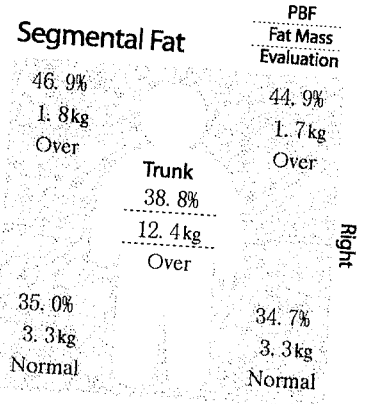 Segmental Fat
PBF
Fat Mass
Evaluation
46. 9%
1. 8kg
Over
44. 9%
1. 7kg
Over
Trunk
38. 8%
12. 4kg
Over
Right
35. 0%
3. 3kg
Normal
34. 7%
3. 3kg
Normal